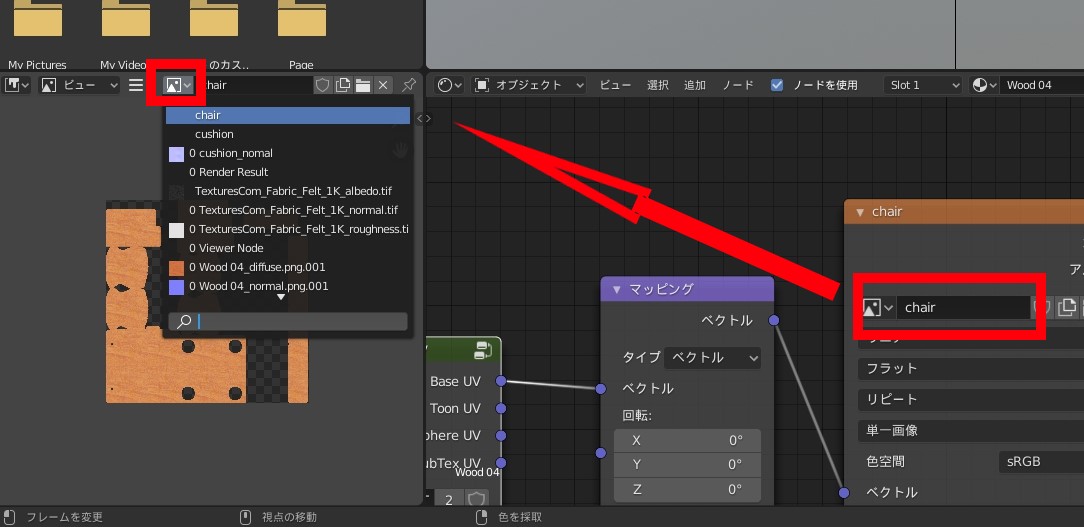 My Pictures
My Video
のカス..
Page
ビュー
hair
chair
cushion
0 cushion_nomal
0 Render Result
TexturesCom_Fabric_Felt_1K_albedo.tif
0 TexturesCom_Fabric_Felt_1K_normal.tif
0 TexturesCom_Fabric_Felt_1K_roughness.ti
0 Viewer Node
0 Wood 04_diffuse.png.001
0 Wood 04_normal.png.001
オブジェクト
ビュー
選択
追加
ノード
ノードを使用
Slot 1
Wood 04
Base UV
Toon UV
phere UV
ubTex UV
Wood 04
2
マッピング
ベクトル
タイプ ベクトル
ベクトル
回転:
X 0°
Y 0°
Z 0°
chair
ア
chair
フラット
リピート
単一画像
色空間 sRGB
ベクトル
フレームを変更
視点の移動
色を採取